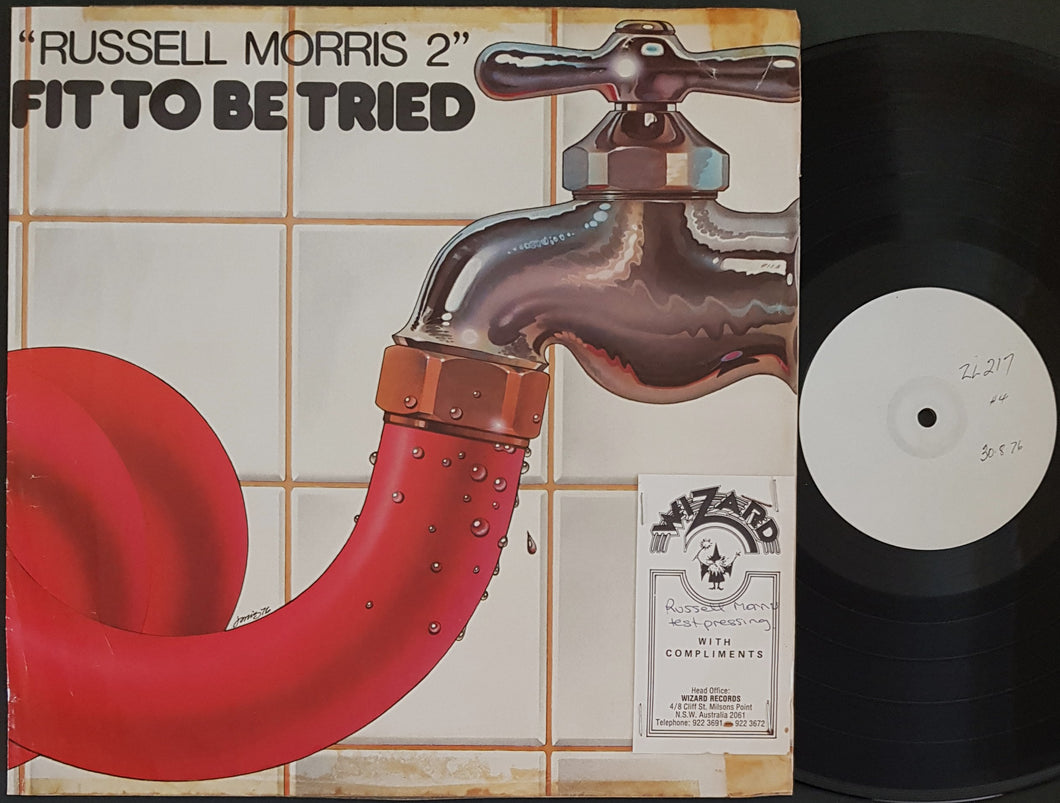 “RUSSELL MORRIS 2”
FIT TO BE TRIED
WIZARD
Russell Morris
test pressing
WITH
COMPLIMENTS
Head Office:
WIZARD RECORDS
4/8 Cliff St. Milsons Point
N.S.W. Australia 2061
Telephone: 922 3691 922 3672
ZL 217
#4
30.8.76